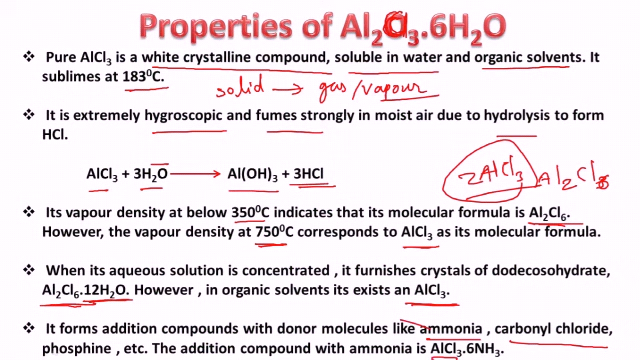 Properties of Al₂Cl₃.6H₂O
➢ Pure AlCl₃ is a white crystalline compound, soluble in water and organic solvents. It
sublimes at 183⁰C.
solid → gas/vapour
➢ It is extremely hygroscopic and fumes strongly in moist air due to hydrolysis to form
HCl.
AlCl₃ + 3H₂O → Al(OH)₃ + 3HCl
2AlCl₃ Al₂Cl₆
➢ Its vapour density at below 350⁰C indicates that its molecular formula is Al₂Cl₆.
However, the vapour density at 750⁰C corresponds to AlCl₃ as its molecular formula.
➢ When its aqueous solution is concentrated , it furnishes crystals of dodecosohydrate,
Al₂Cl₆.12H₂O. However , in organic solvents its exists an AlCl₃.
➢ It forms addition compounds with donor molecules like ammonia , carbonyl chloride,
phosphine , etc. The addition compound with ammonia is AlCl₃.6NH₃.